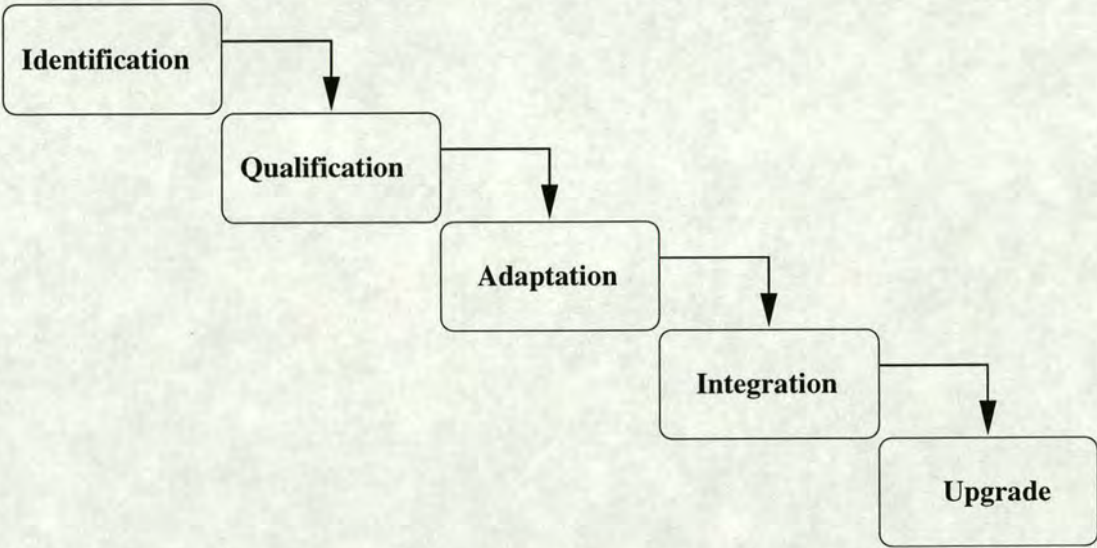 Identification
Qualification
Adaptation
Integration
Upgrade